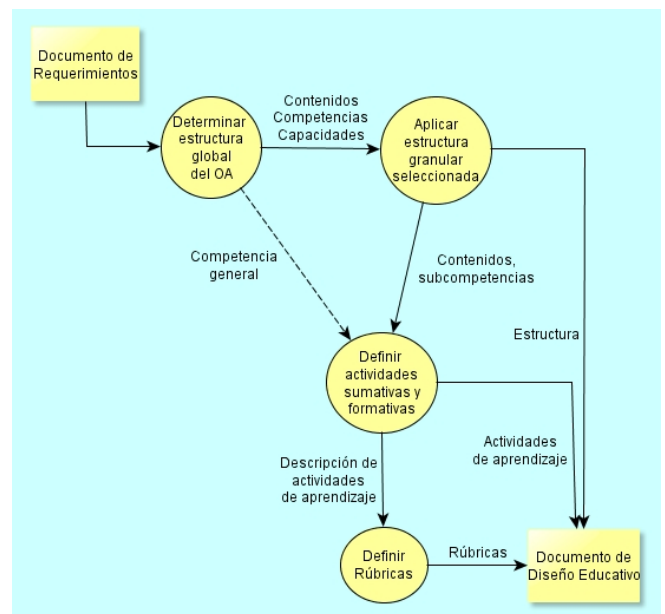 Documento de
Requerimientos
Determinar
estructura
global
del OA
Contenidos
Competencias
Capacidades
Aplicar
estructura
granular
seleccionada
Competencia
general
Contenidos,
subcompetencias
Estructura
Definir
actividades
sumativas y
formativas
Descripción de
actividades
de aprendizaje
Actividades
de aprendizaje
Definir
Rúbricas
Rúbricas
Documento de
Diseño Educativo